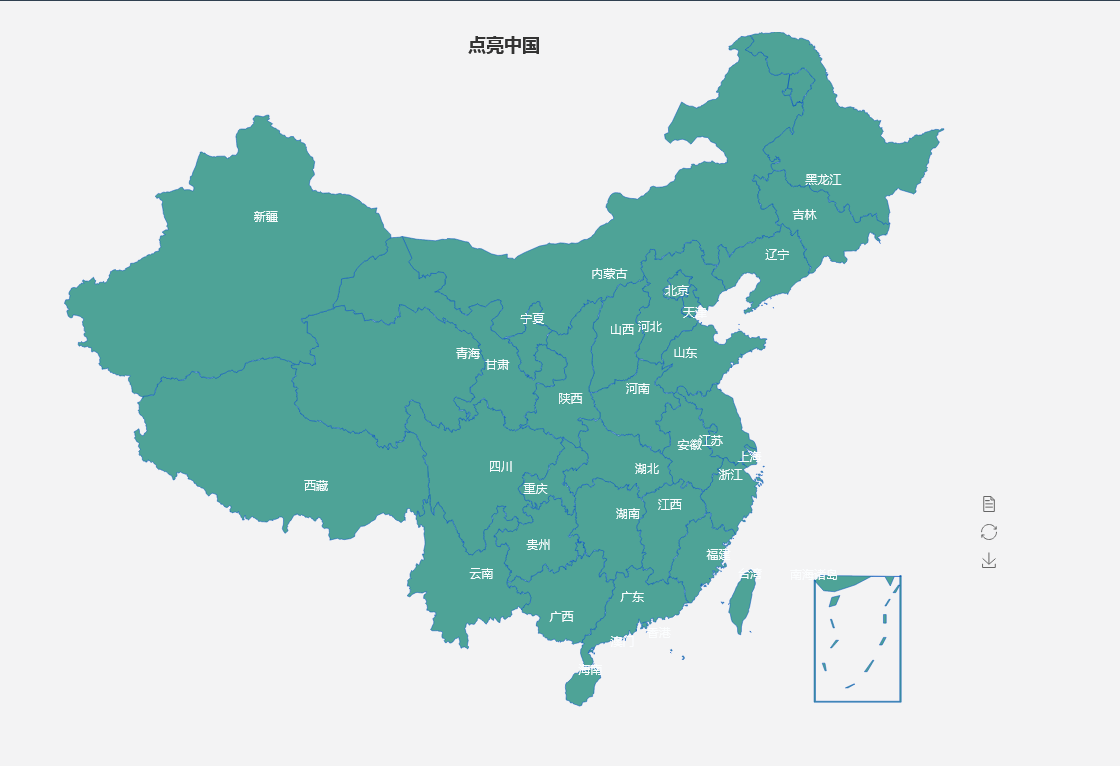 点亮中国
黑龙江
吉林
新疆
辽宁
内蒙古
北京
天津
宁夏
山西
河北
青海
山东
甘肃
河南
陕西
江苏
安徽
上海
四川
湖北
浙江
西藏
重庆
江西
湖南
贵州
福建
云南
台湾
南海诸岛
广东
广西
香港
澳门
海南